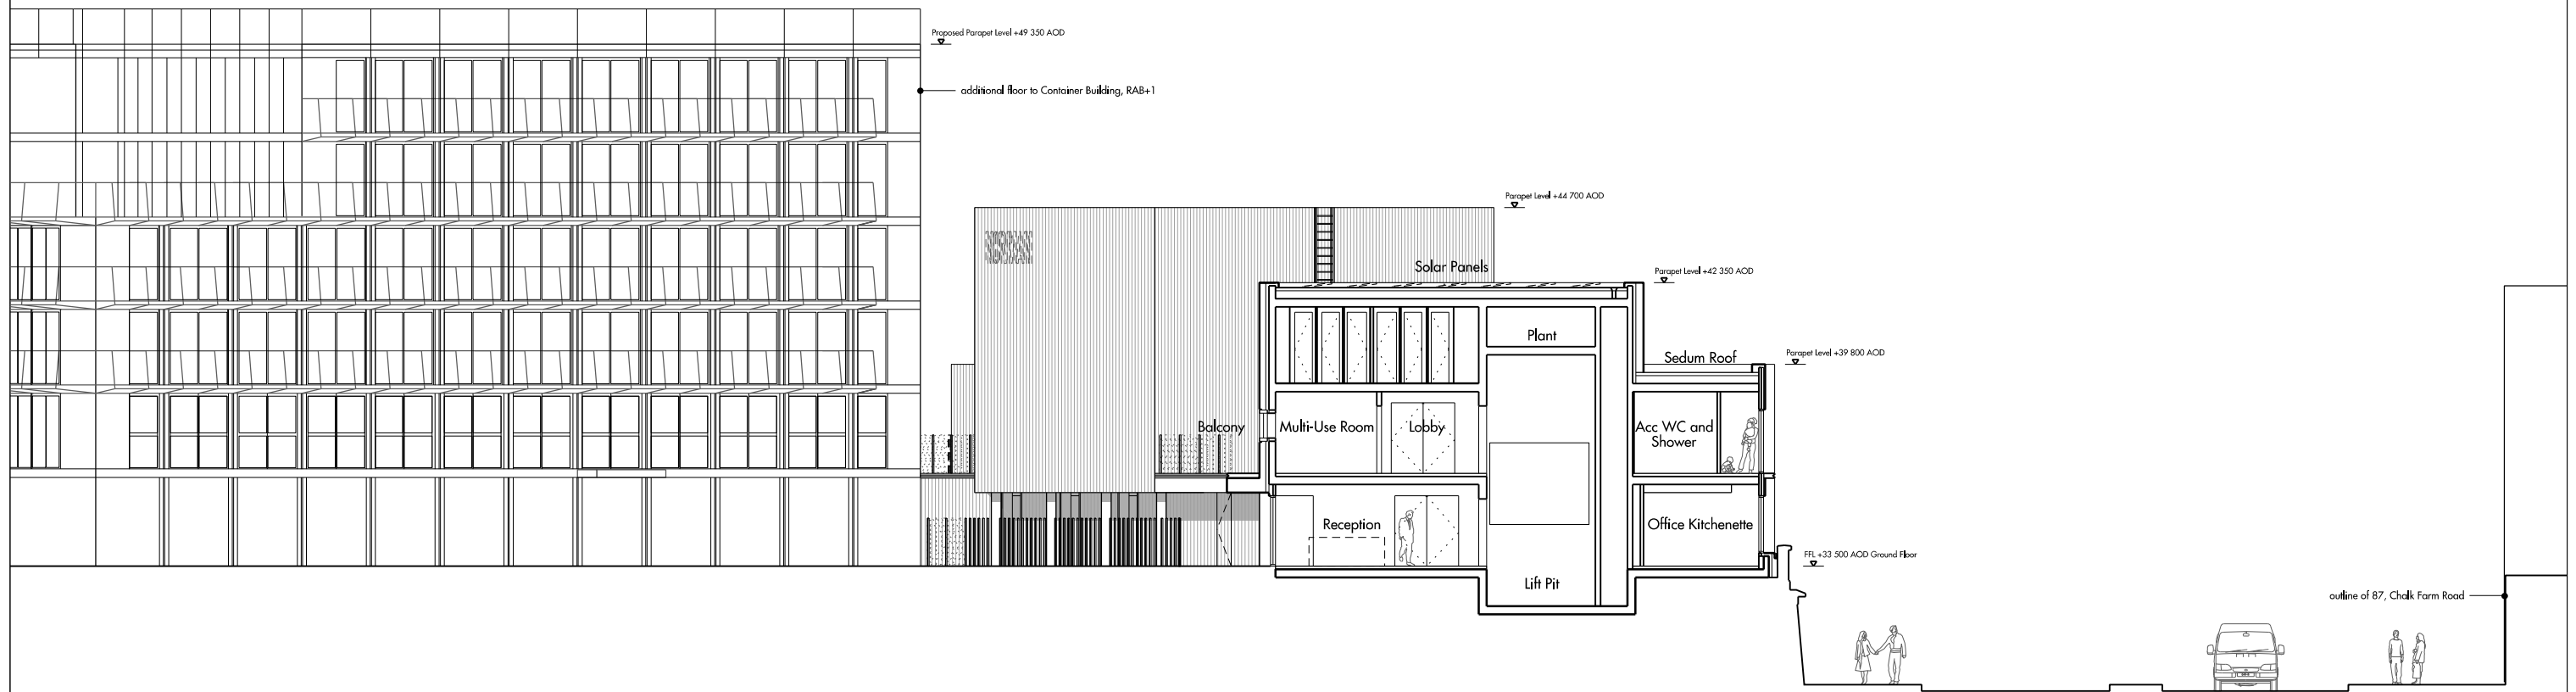 Proposed Parapet Level +49 350 AOD
additional floor to Container Building, RAB+1
Parapet Level +44 700 AOD
Solar Panels
Parapet Level +42 350 AOD
Plant
Sedum Roof
Parapet Level +39 800 AOD
Balcony
Multi-Use Room
Lobby
Acc WC and
Shower
Reception
Office Kitchenette
FFL +33 500 AOD Ground Floor
Lift Pit
outline of 87, Chalk Farm Road